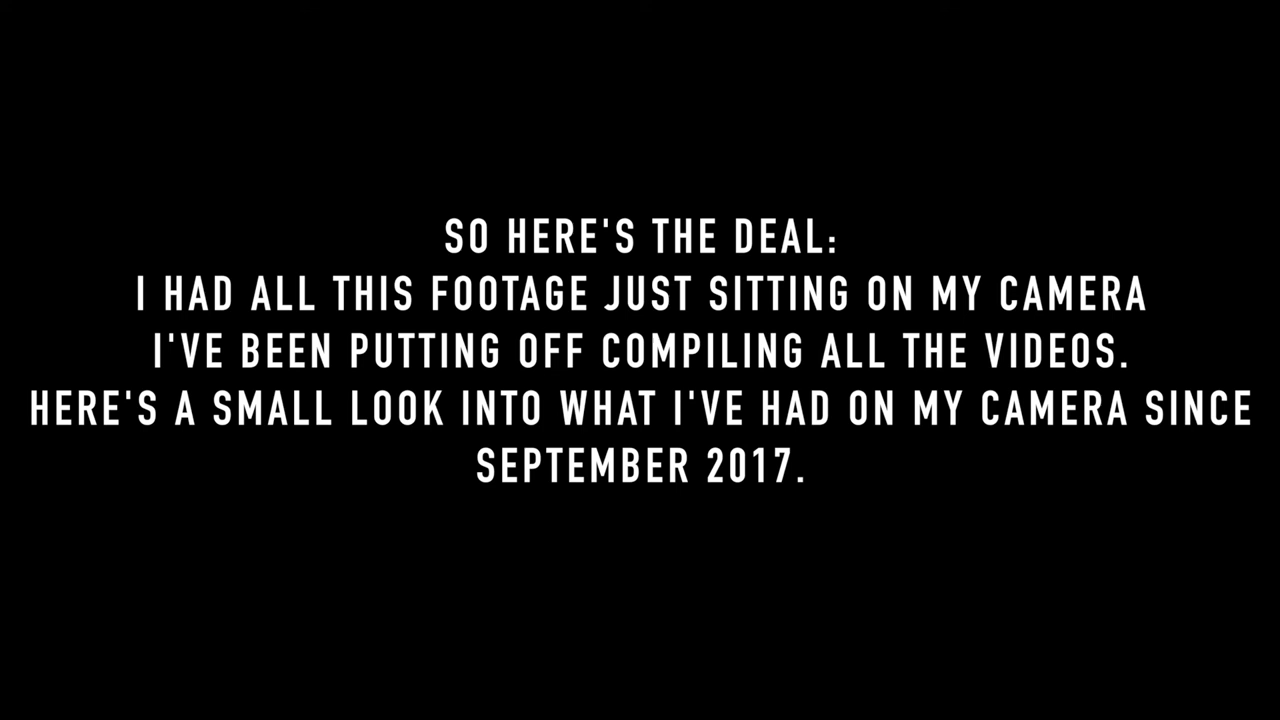 SO HERE'S THE DEAL:
I HAD ALL THIS FOOTAGE JUST SITTING ON MY CAMERA
I'VE BEEN PUTTING OFF COMPILING ALL THE VIDEOS.
HERE'S A SMALL LOOK INTO WHAT I'VE HAD ON MY CAMERA SINCE
SEPTEMBER 2017.